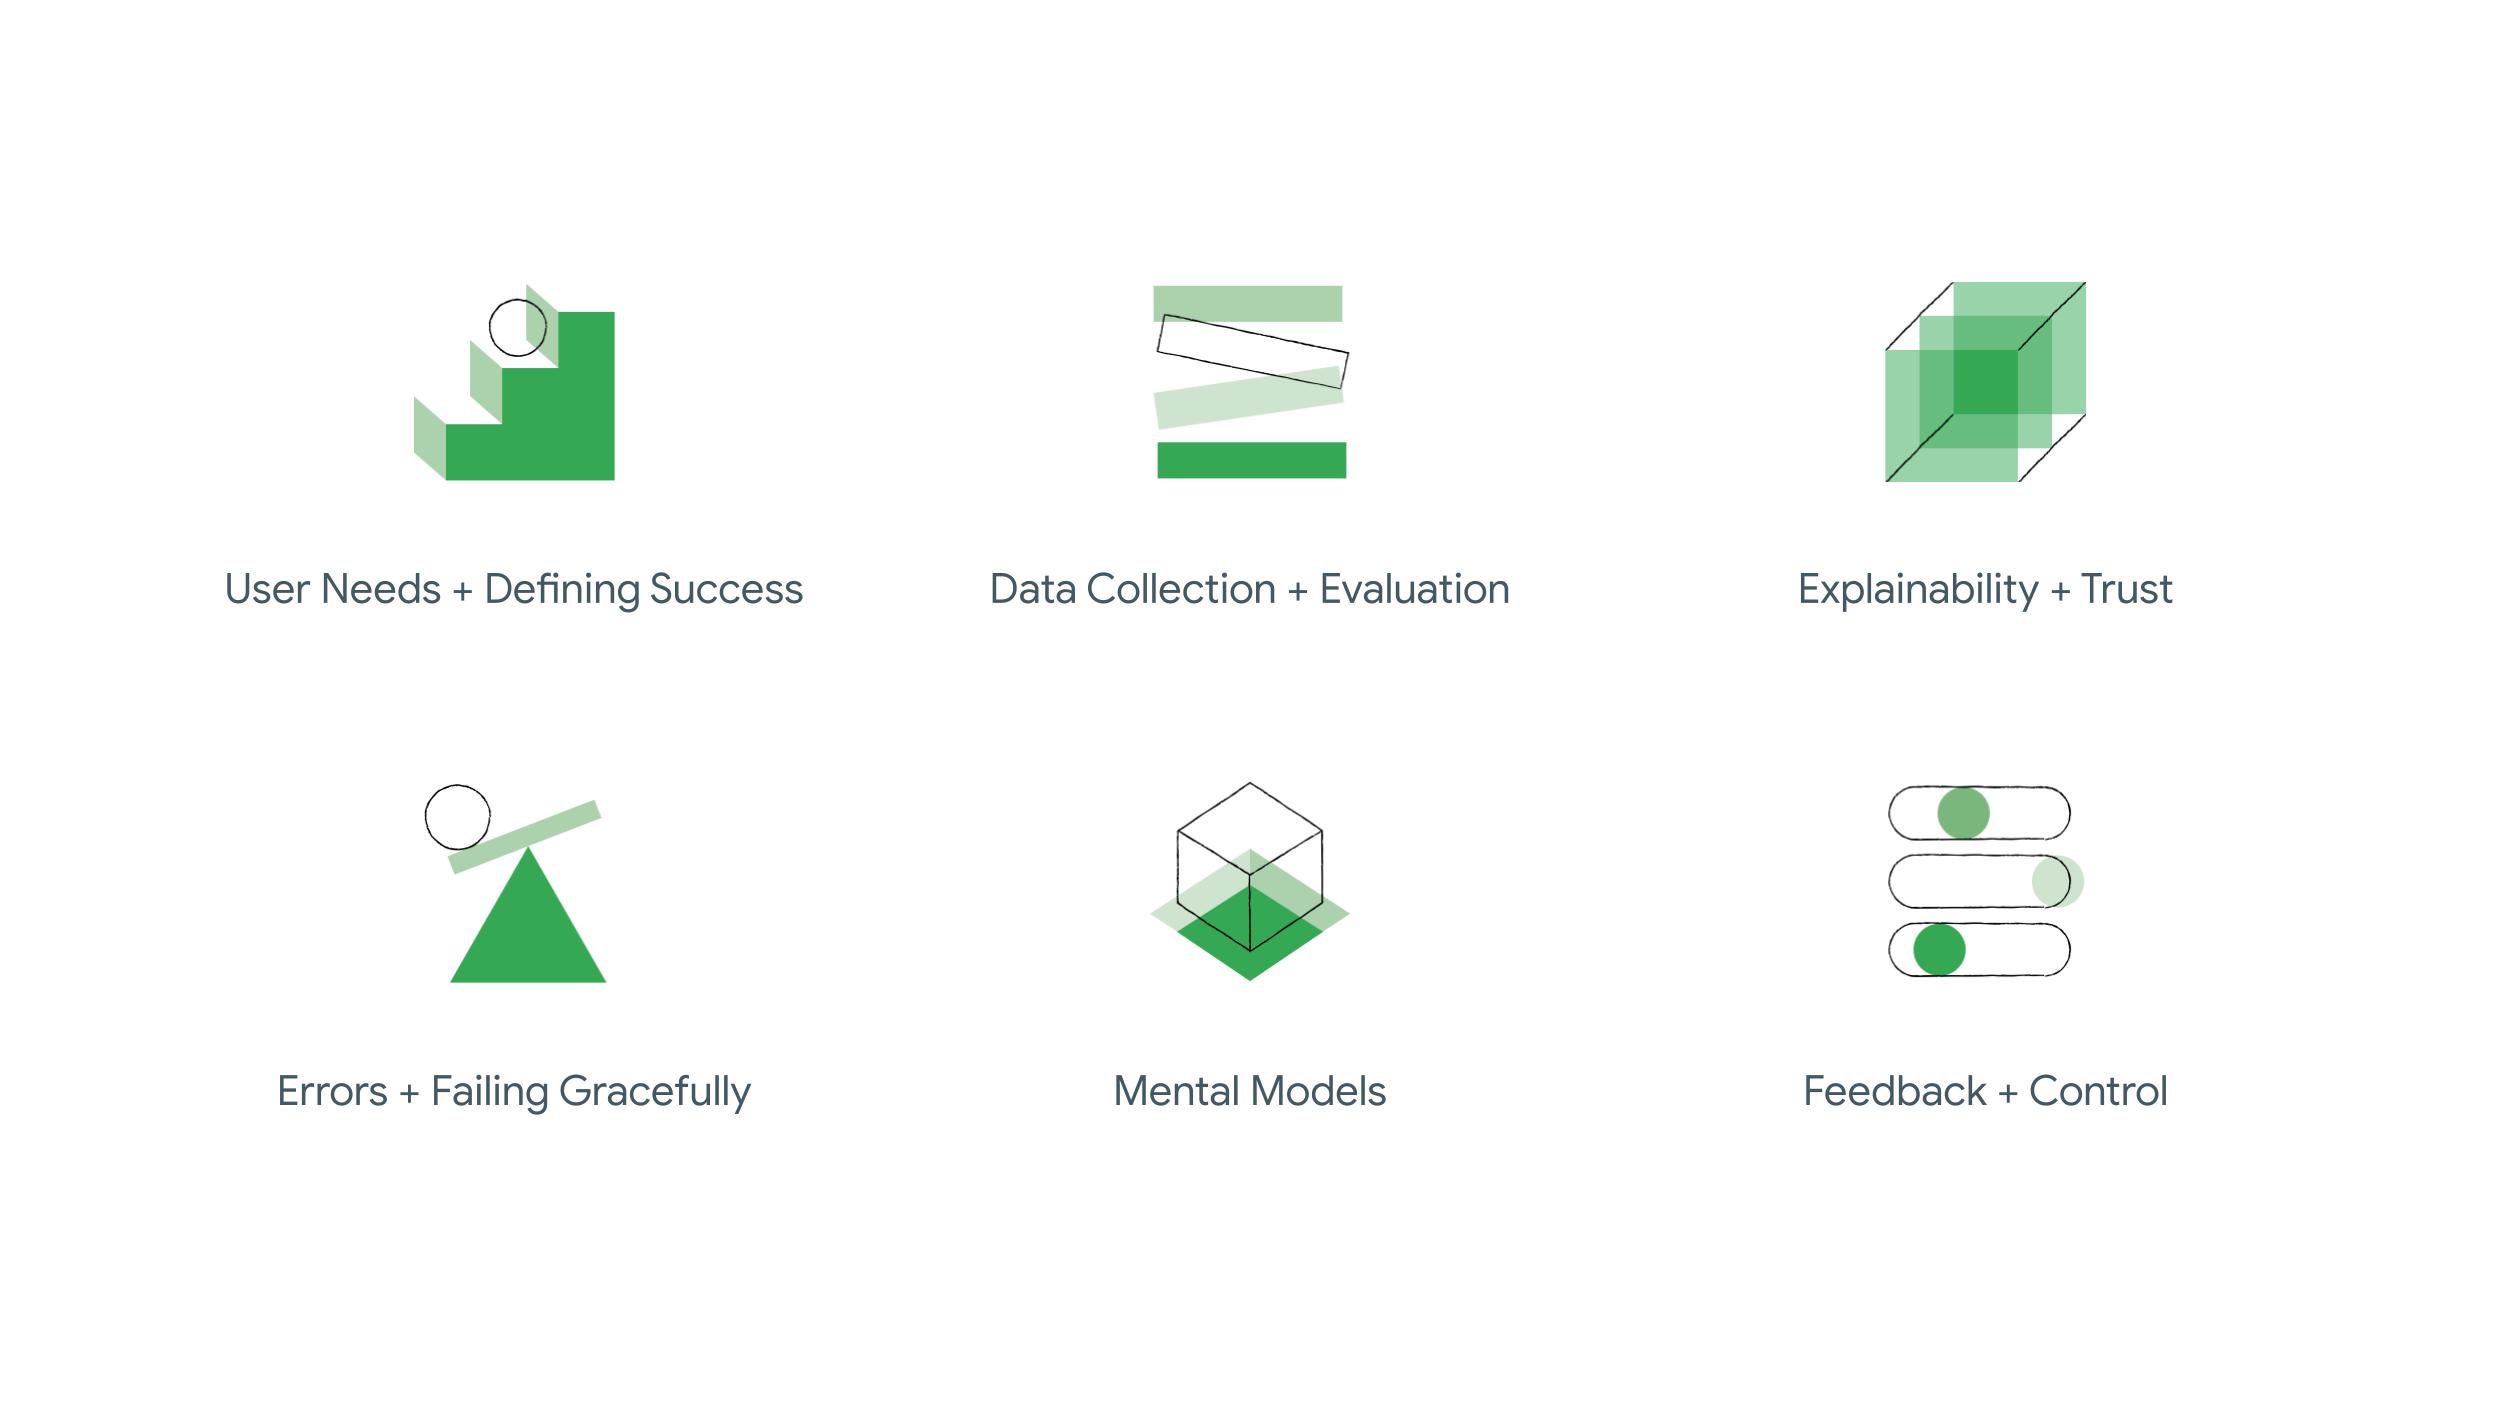 User Needs + Defining Success
Data Collection + Evaluation
Explainability + Trust
Errors + Failing Gracefully
Mental Models
Feedback + Control